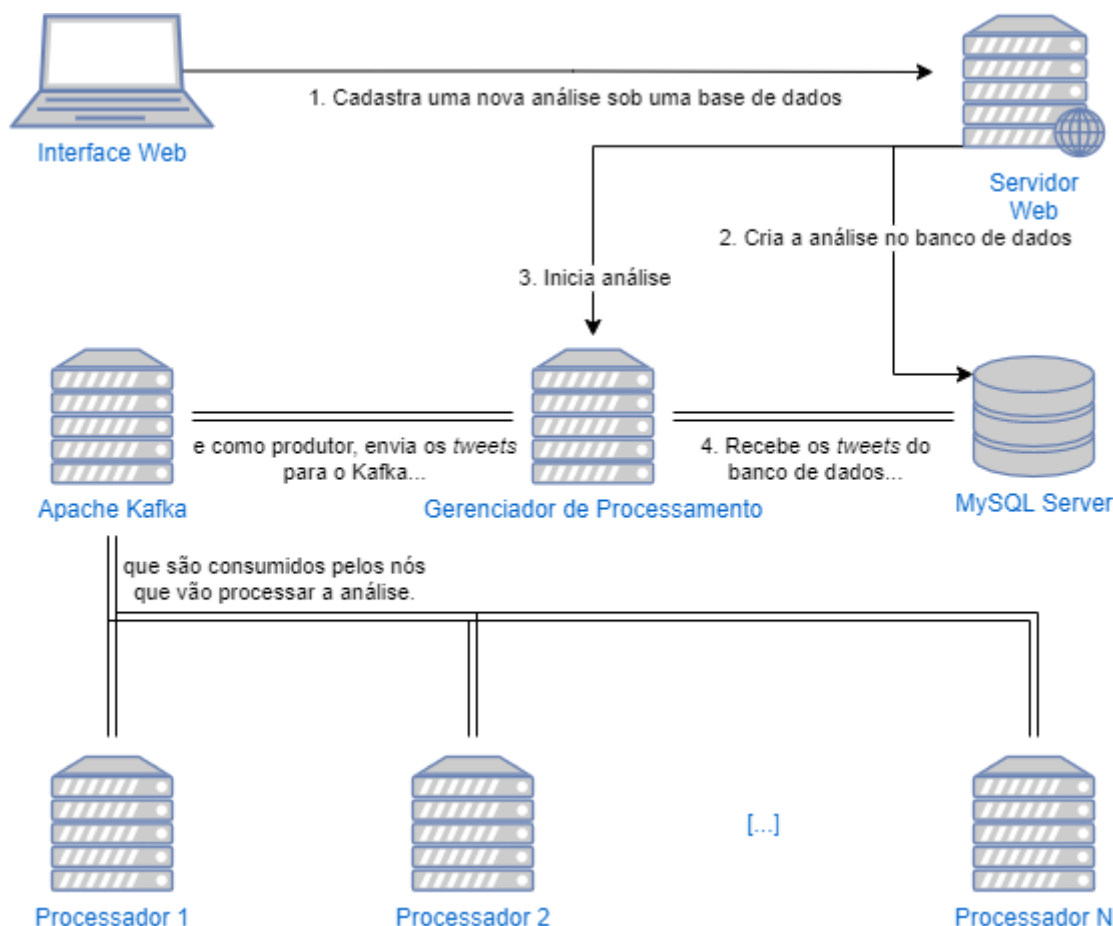 1. Cadastra uma nova análise sob uma base de dados
Interface Web
Servidor
Web
2. Cria a análise no banco de dados
3. Inicia análise
e como produtor, envia os tweets
para o Kafka...
4. Recebe os tweets do
banco de dados...
Apache Kafka
Gerenciador de Processamento
MySQL Server
que são consumidos pelos nós
que vão processar a análise.
[...]
Processador 1
Processador 2
Processador N